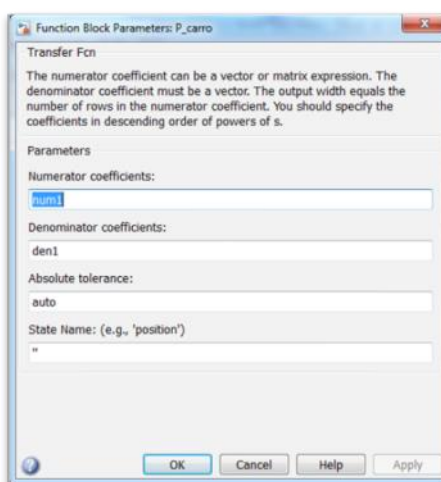 Function Block Parameters: P_carro
Transfer Fcn
The numerator coefficient can be a vector or matrix expression. The
denominator coefficient must be a vector. The output width equals the
number of rows in the numerator coefficient. You should specify the
coefficients in descending order of powers of s.
Parameters
Numerator coefficients:
num1
Denominator coefficients:
den1
Absolute tolerance:
auto
State Name: (e.g., 'position')
''
OK Cancel Help Apply